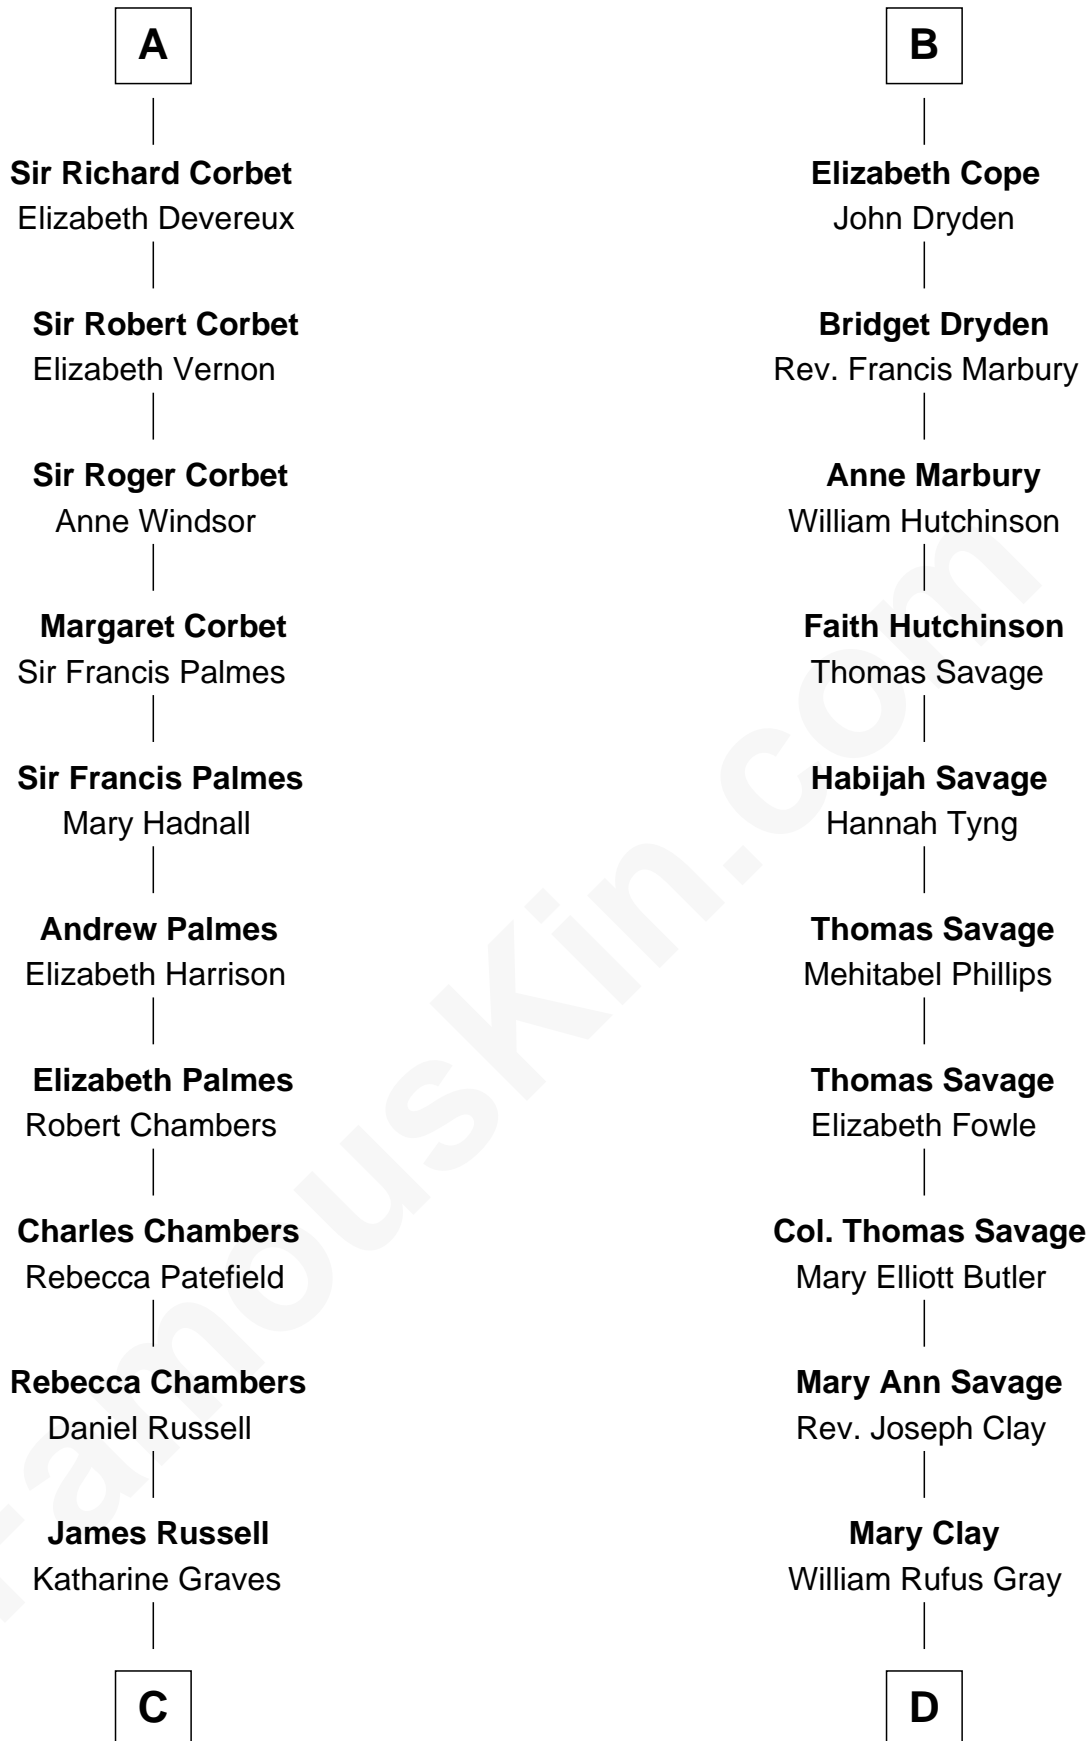 A
Sir Richard Corbet
Elizabeth Devereux
Sir Robert Corbet
Elizabeth Vernon
Sir Roger Corbet
Anne Windsor
Margaret Corbet
Sir Francis Palmes
Sir Francis Palmes
Mary Hadnall
Andrew Palmes
Elizabeth Harrison
Elizabeth Palmes
Robert Chambers
Charles Chambers
Rebecca Patefield
Rebecca Chambers
Daniel Russell
James Russell
Katharine Graves
C
B
Elizabeth Cope
John Dryden
Bridget Dryden
Rev. Francis Marbury
Anne Marbury
William Hutchinson
Faith Hutchinson
Thomas Savage
Habijah Savage
Hannah Tyng
Thomas Savage
Mehitabel Phillips
Thomas Savage
Elizabeth Fowle
Col. Thomas Savage
Mary Elliott Butler
Mary Ann Savage
Rev. Joseph Clay
Mary Clay
William Rufus Gray
D
FamousKin.com